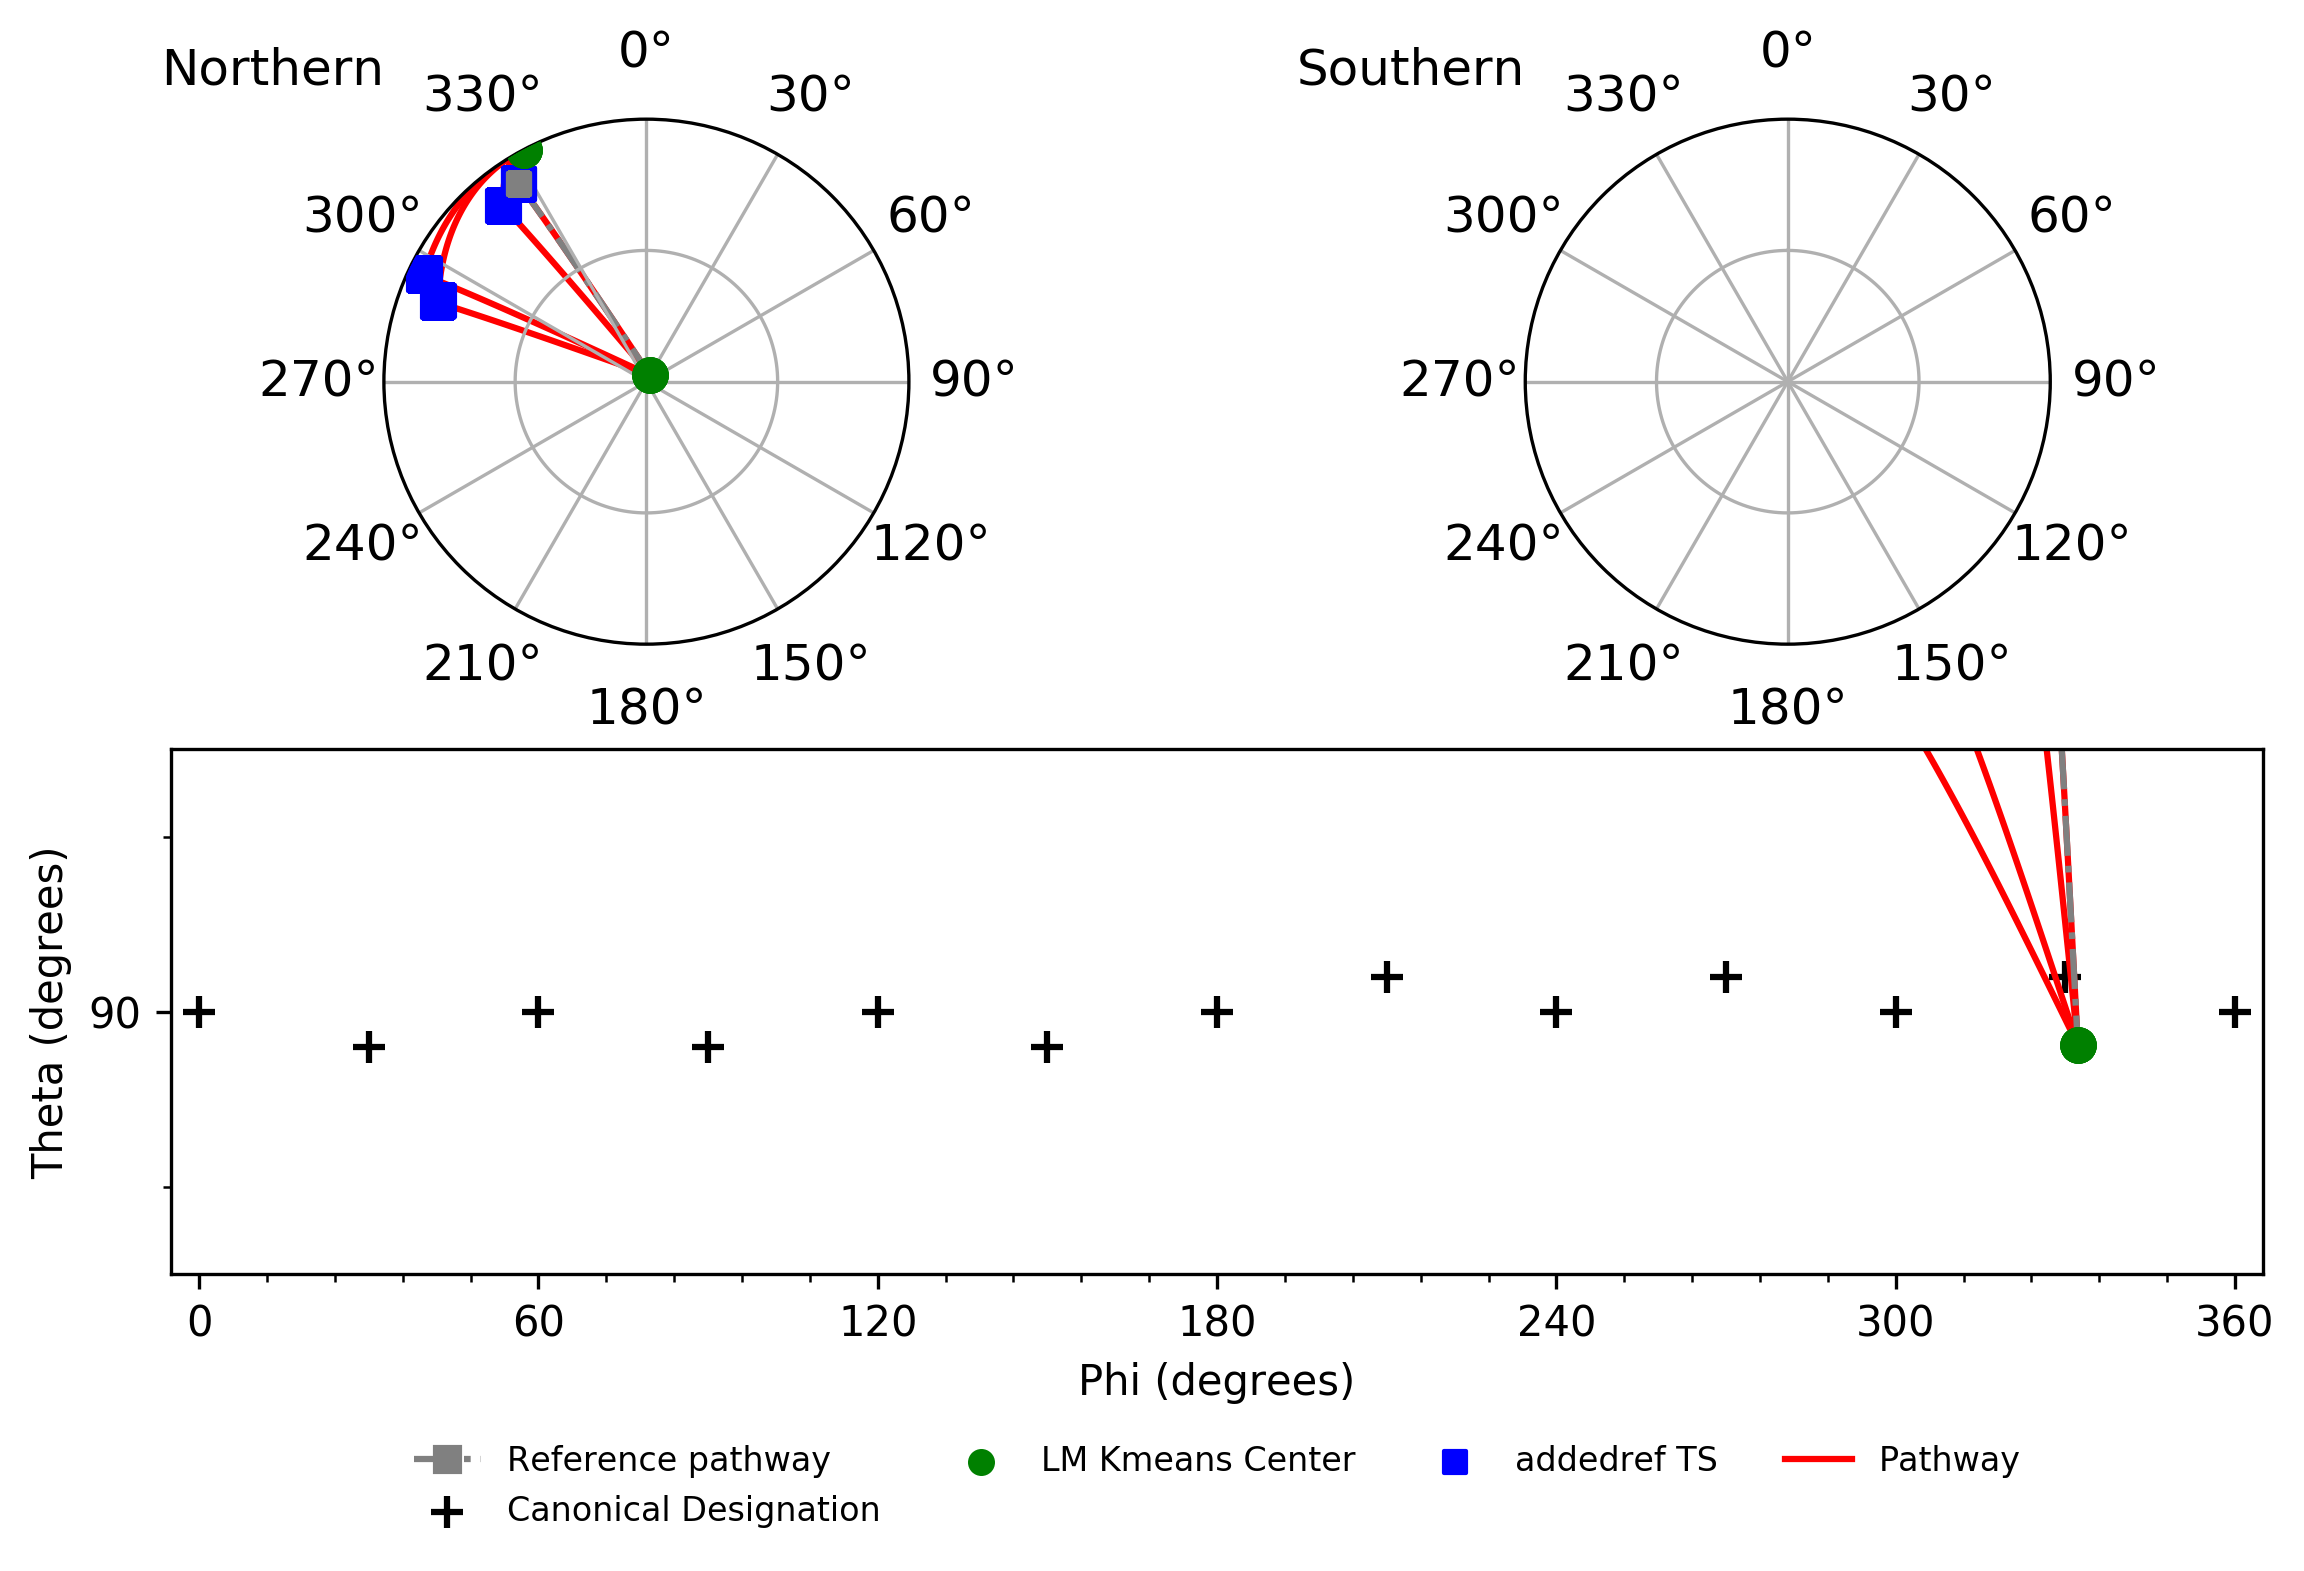 Northern
0°
30°
60°
90°
120°
150°
180°
210°
240°
270°
300°
330°
Southern
0°
30°
60°
90°
120°
150°
180°
210°
240°
270°
300°
330°
Theta (degrees)
90
0 60 120 180 240 300 360
Phi (degrees)
Reference pathway
Canonical Designation
LM Kmeans Center
addedref TS
Pathway